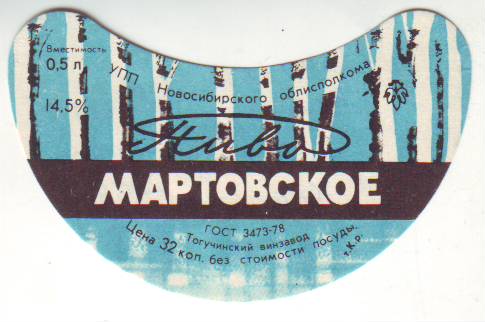 Вместимость
0,5 л
14,5%
УПП Новосибирского облисполкома
Пиво
МАРТОВСКОЕ
ГОСТ 3473-78
Тогучинский винзавод
Цена 32 коп. без стоимости посуды.
т.К.р.